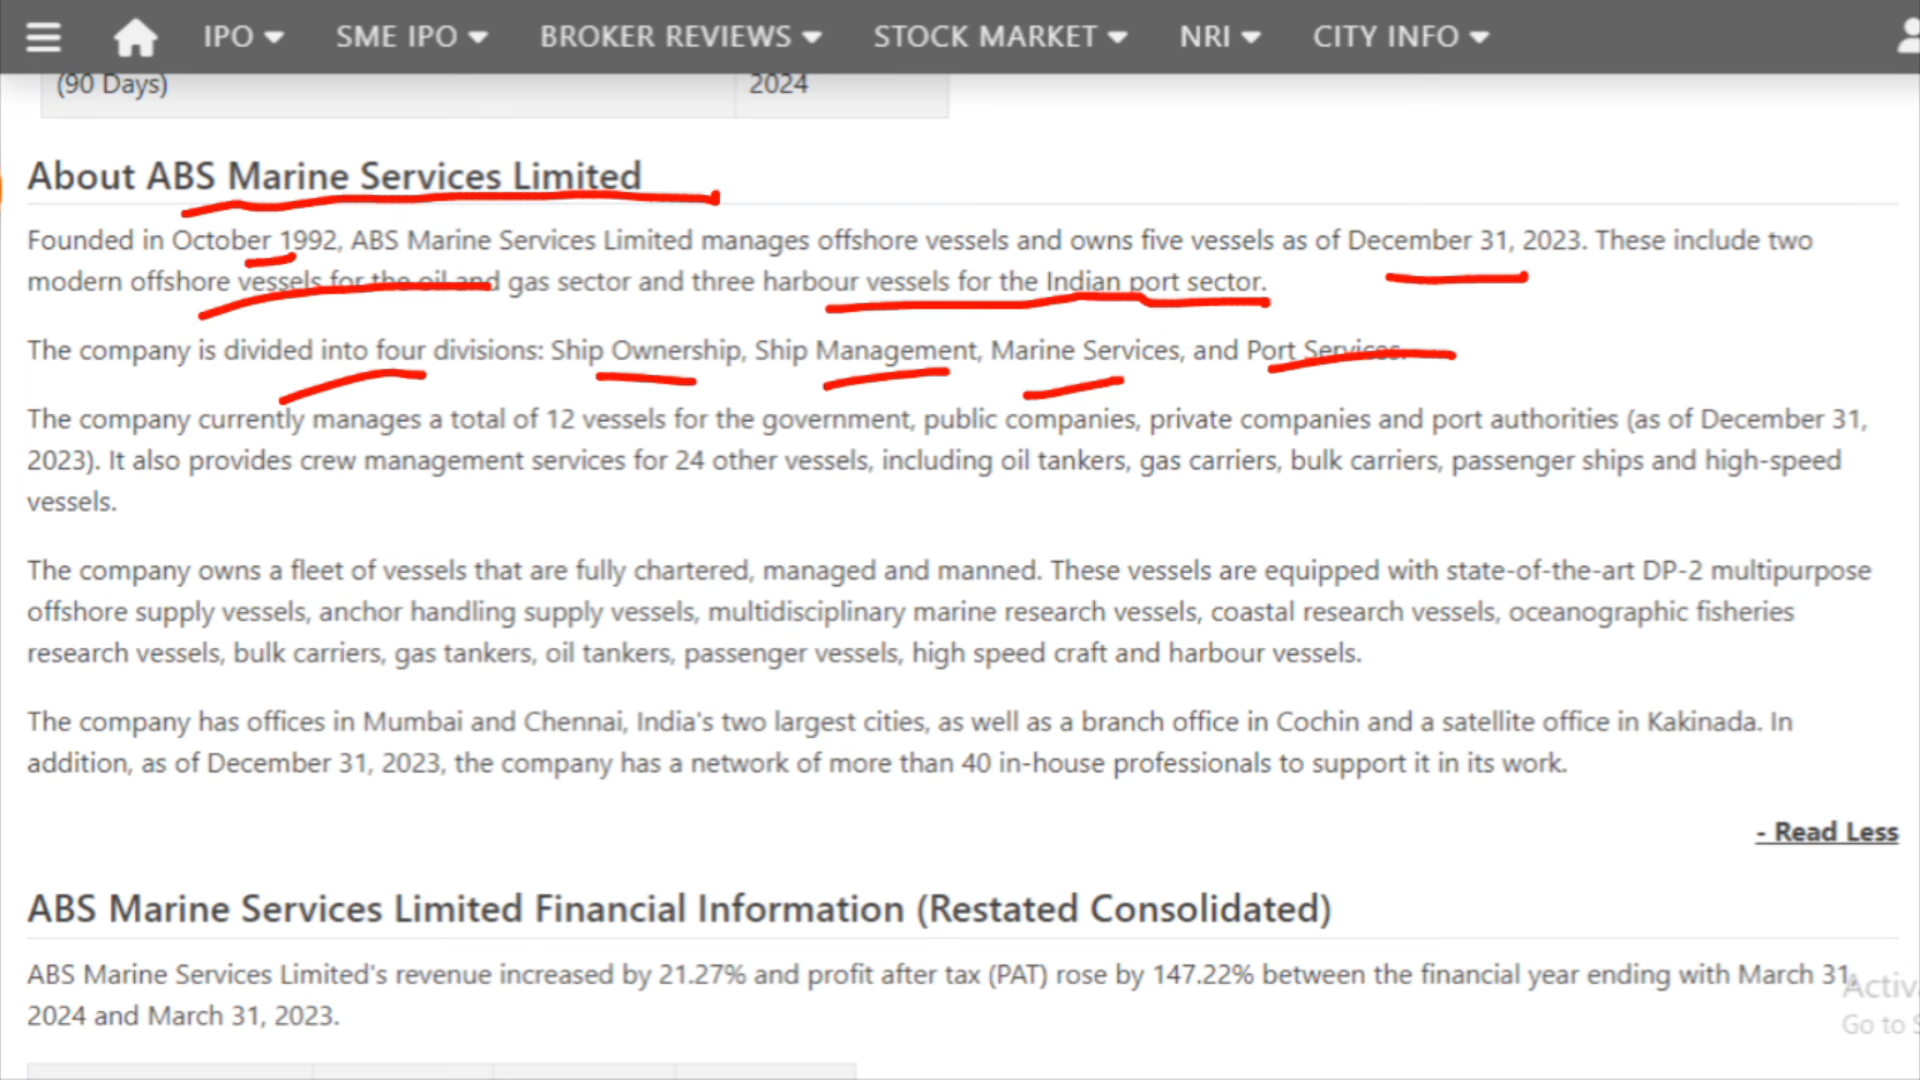 IPO SME IPO BROKER REVIEWS STOCK MARKET NRI CITY INFO
(90 Days) 2024
About ABS Marine Services Limited
Founded in October 1992, ABS Marine Services Limited manages offshore vessels and owns five vessels as of December 31, 2023. These include two
modern offshore vessels for the oil and gas sector and three harbour vessels for the Indian port sector.
The company is divided into four divisions: Ship Ownership, Ship Management, Marine Services, and Port Services.
The company currently manages a total of 12 vessels for the government, public companies, private companies and port authorities (as of December 31,
2023). It also provides crew management services for 24 other vessels, including oil tankers, gas carriers, bulk carriers, passenger ships and high-speed
vessels.
The company owns a fleet of vessels that are fully chartered, managed and manned. These vessels are equipped with state-of-the-art DP-2 multipurpose
offshore supply vessels, anchor handling supply vessels, multidisciplinary marine research vessels, coastal research vessels, oceanographic fisheries
research vessels, bulk carriers, gas tankers, oil tankers, passenger vessels, high speed craft and harbour vessels.
The company has offices in Mumbai and Chennai, India's two largest cities, as well as a branch office in Cochin and a satellite office in Kakinada. In
addition, as of December 31, 2023, the company has a network of more than 40 in-house professionals to support it in its work.
- Read Less
ABS Marine Services Limited Financial Information (Restated Consolidated)
ABS Marine Services Limited's revenue increased by 21.27% and profit after tax (PAT) rose by 147.22% between the financial year ending with March 31,
2024 and March 31, 2023.
Activ
Go to S